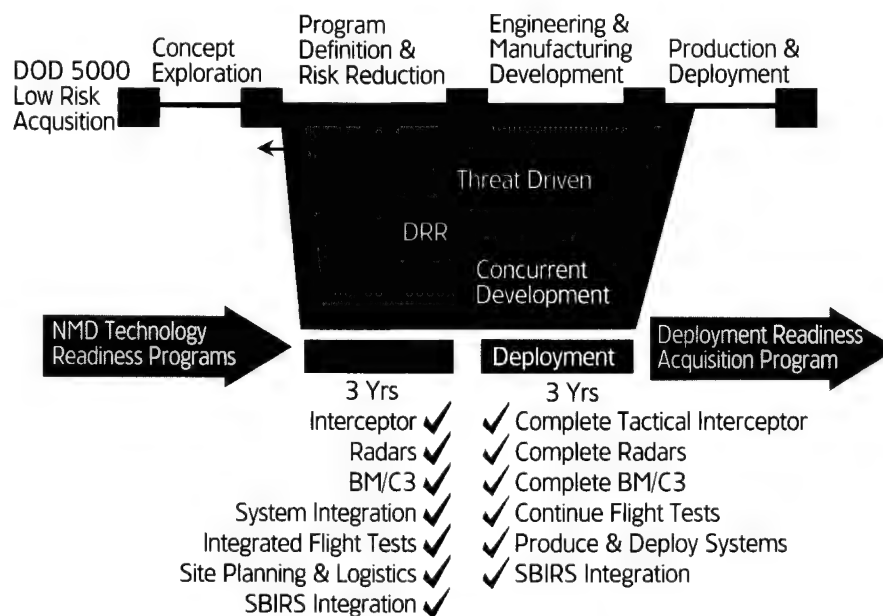 DOD 5000
Low Risk
Acqusition
Concept
Exploration
Program
Definition &
Risk Reduction
Engineering &
Manufacturing
Development
Production &
Deployment
Threat Driven
DRR
Concurrent
Development
NMD Technology
Readiness Programs
Deployment
Deployment Readiness
Acquisition Program
3 Yrs
Interceptor ✓
Radars ✓
BM/C3 ✓
System Integration ✓
Integrated Flight Tests ✓
Site Planning & Logistics ✓
SBIRS Integration ✓
3 Yrs
✓ Complete Tactical Interceptor
✓ Complete Radars
✓ Complete BM/C3
✓ Continue Flight Tests
✓ Produce & Deploy Systems
✓ SBIRS Integration